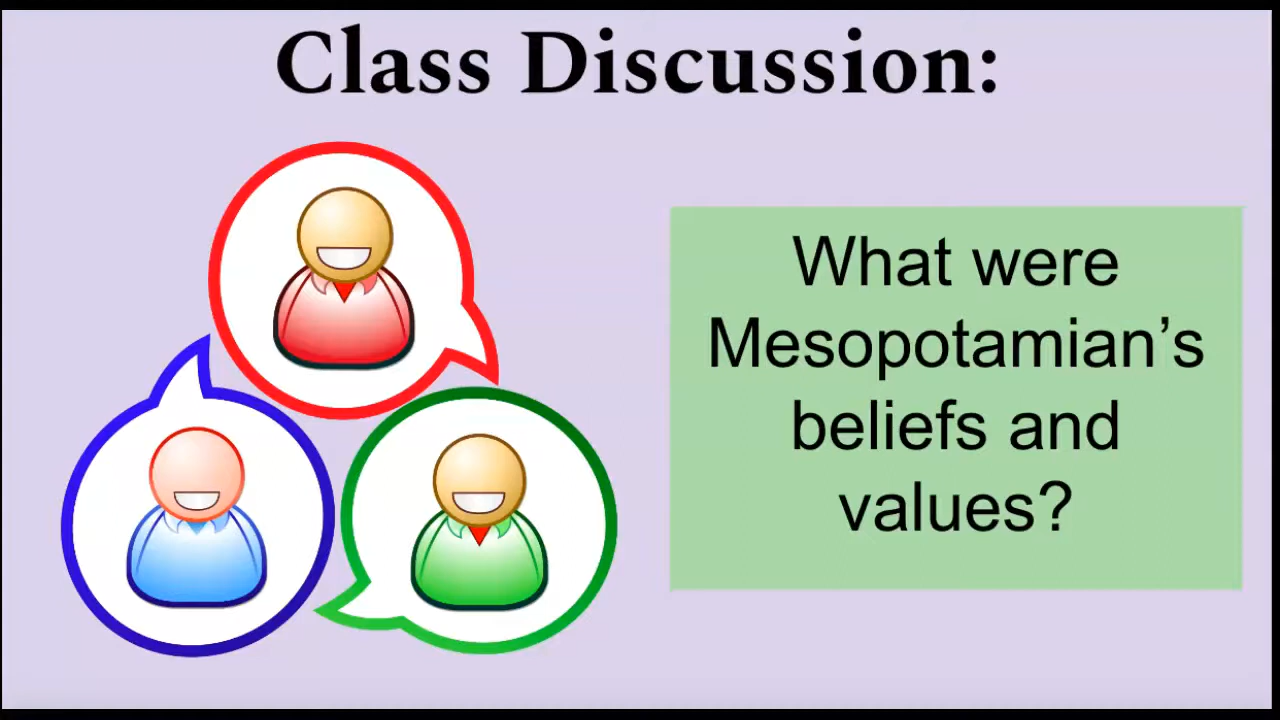 Class Discussion:
What were
Mesopotamian’s
beliefs and
values?